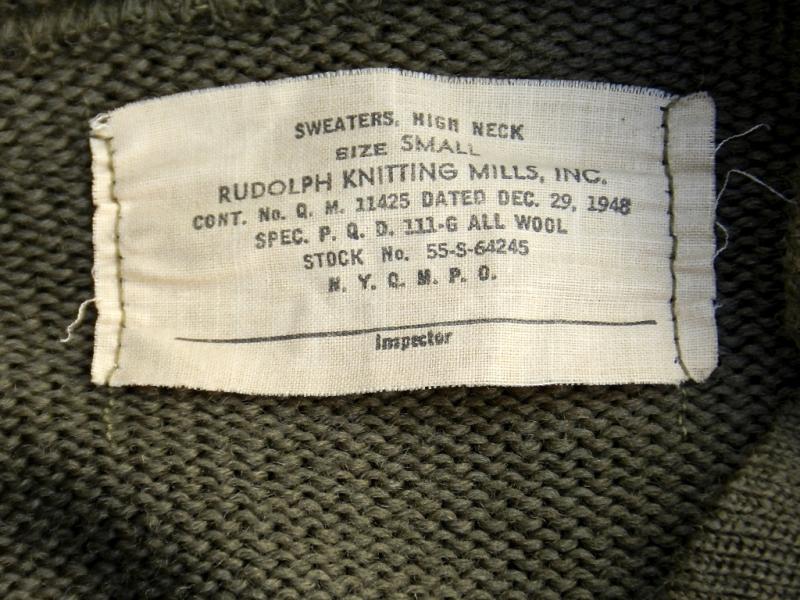 SWEATERS, HIGH NECK
SIZE SMALL
RUDOLPH KNITTING MILLS, INC.
CONT. No. Q. M. 11425 DATED DEC. 29, 1948
SPEC. P. Q. D. 111-G ALL WOOL
STOCK No. 55-S-64245
N. Y. Q. M. P. O.
Inspector